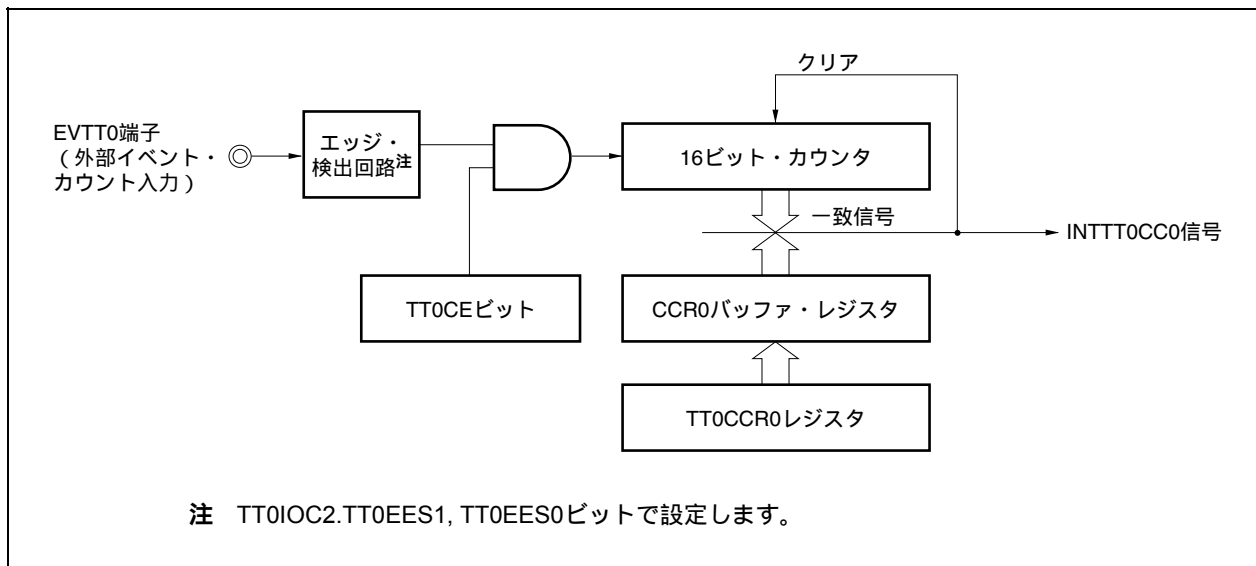 クリア
EVTT0端子
（外部イベント・
カウント入力）
エッジ・
検出回路注
16ビット・カウンタ
一致信号
INTTT0CC0信号
TT0CEビット
CCR0バッファ・レジスタ
TT0CCR0レジスタ
注 TT0IOC2.TT0EES1, TT0EES0ビットで設定します。